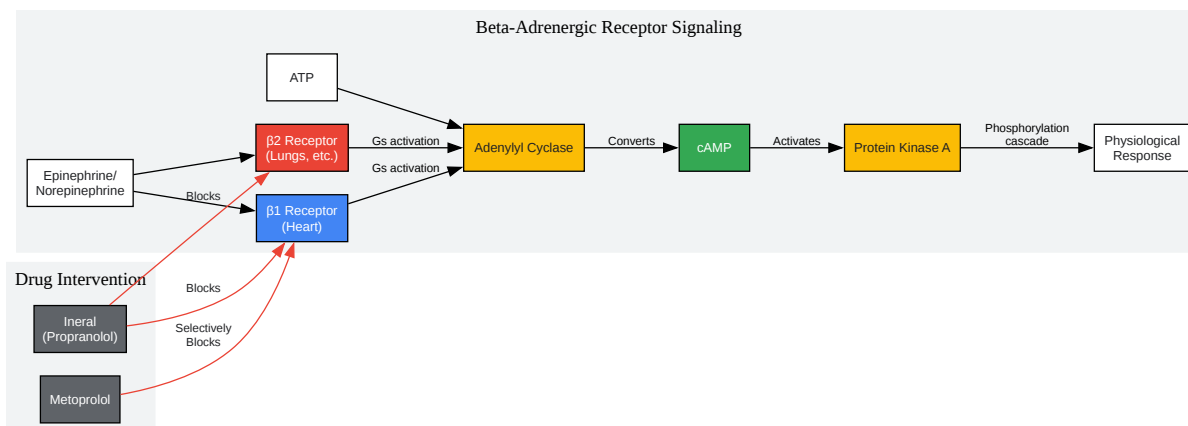 Beta-Adrenergic Receptor Signaling
ATP
β2 Receptor
(Lungs, etc.)
Gs activation
Adenylyl Cyclase
Converts
cAMP
Activates
Protein Kinase A
Phosphorylation
cascade
Physiological
Response
Epinephrine/
Norepinephrine
Blocks
Gs activation
β1 Receptor
(Heart)
Drug Intervention
Ineral
(Propranolol)
Blocks
Selectively
Blocks
Metoprolol